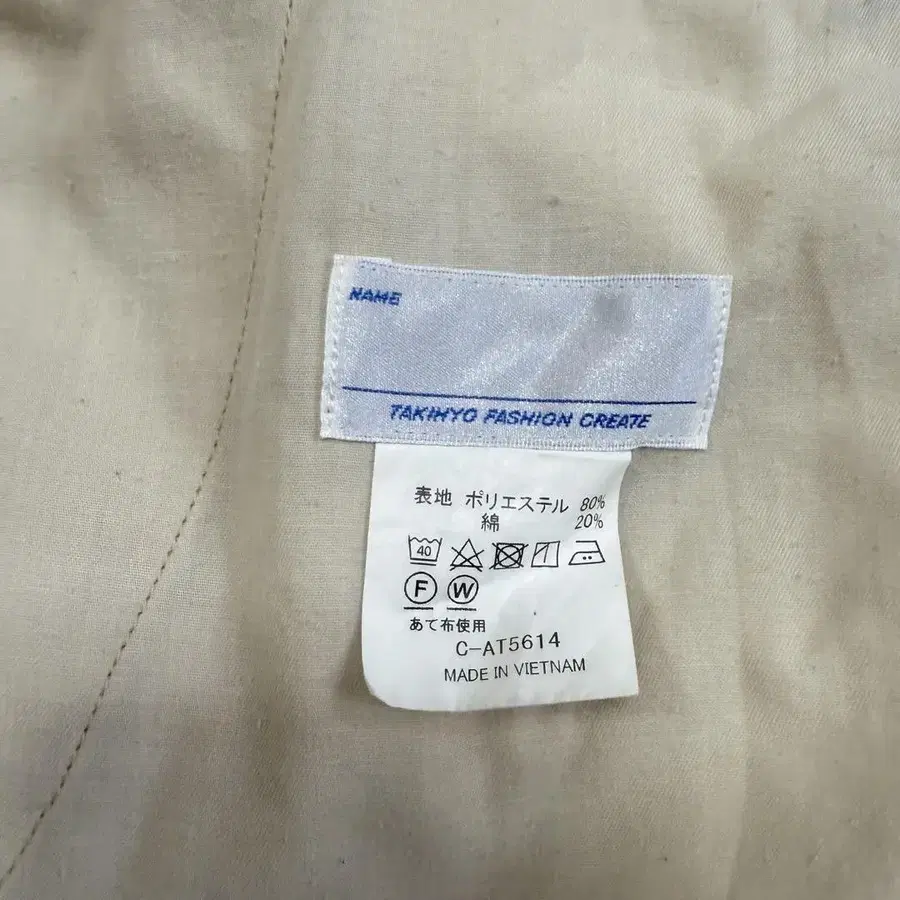 NAME
TAKIHYO FASHION CREATE
表地 ポリエステル 80%
綿 20%
40
F W
あて布使用
C-AT5614
MADE IN VIETNAM